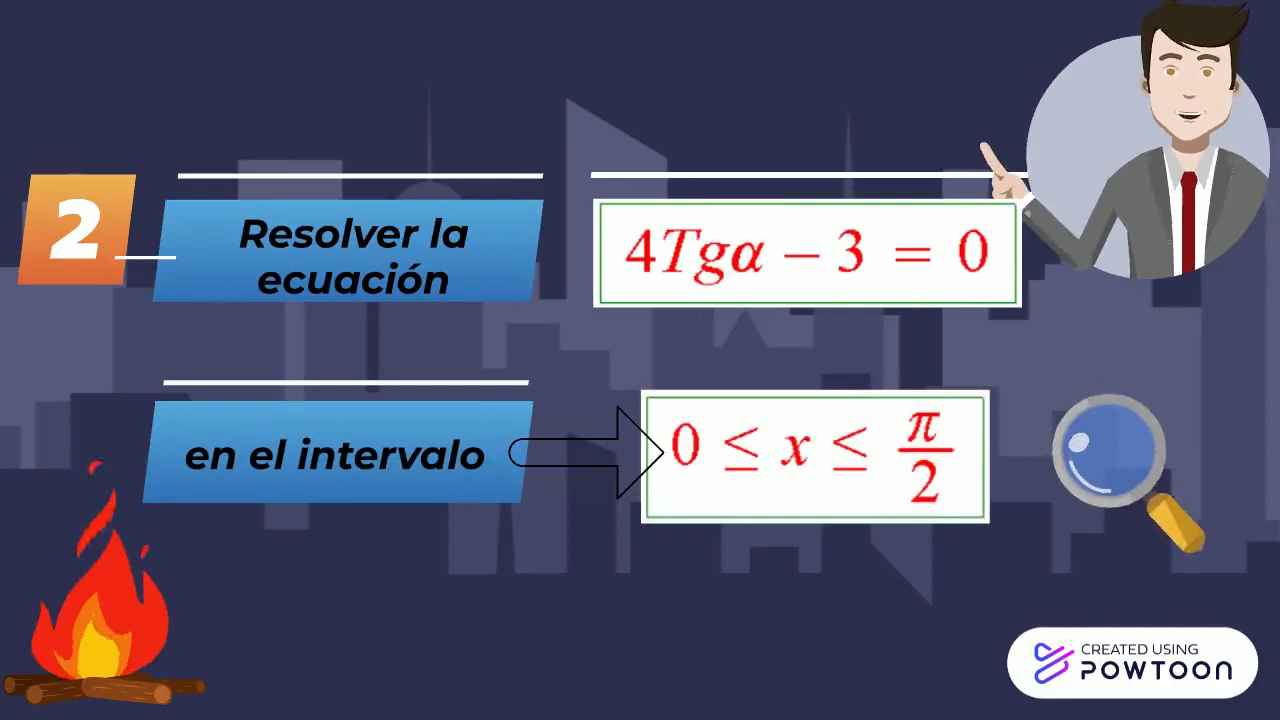 2
Resolver la
ecuación
4Tgα − 3 = 0
en el intervalo
0 ≤ x ≤ π/2
CREATED USING
POWTOON